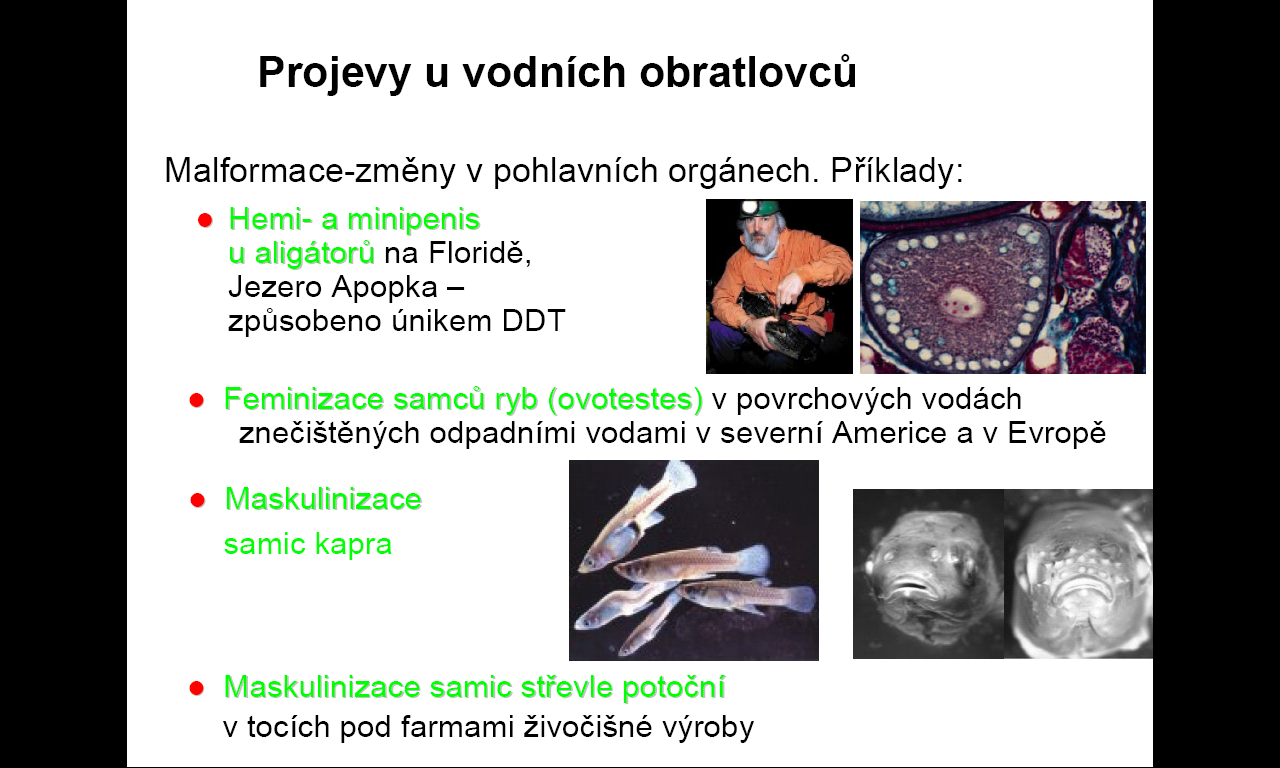 Projevy u vodních obratlovců
Malformace-změny v pohlavních orgánech. Příklady:
Hemi- a minipenis
u aligátorů na Floridě,
Jezero Apopka –
způsobeno únikem DDT
Feminizace samců ryb (ovotestes) v povrchových vodách
znečištěných odpadními vodami v severní Americe a v Evropě
Maskulinizace
samic kapra
Maskulinizace samic střevle potoční
v tocích pod farmami živočišné výroby